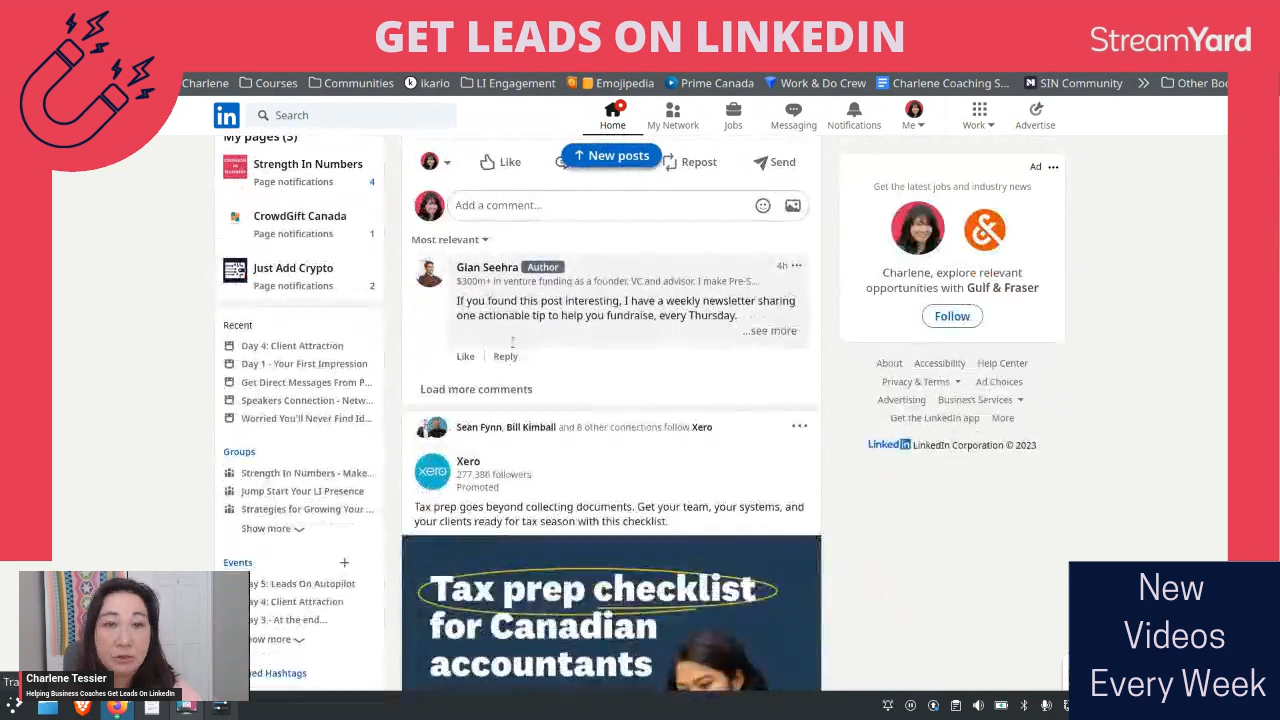 GET LEADS ON LINKEDIN
StreamYard
Charlene Courses Communities ikario LI Engagement Emojipedia Prime Canada Work & Do Crew Charlene Coaching S... SIN Community Other Boo
in Search
Home My Network Jobs Messaging Notifications Me Work Advertise
My pages (3)
Strength In Numbers
Page notifications 4
CrowdGift Canada
Page notifications 1
Just Add Crypto
Page notifications 2
Recent
Day 4: Client Attraction
Day 1 - Your First Impression
Get Direct Messages From P...
Speakers Connection - Netw...
Worried You'll Never Find Id...
Groups
Strength In Numbers - Make...
Jump Start Your LI Presence
Strategies for Growing Your ...
Show more
Events +
ay 5: Leads On Autopilot
ay 4: Client Attraction
y 3 - At the end...
ow more
ed Hashtags
Like
New posts
Repost
Send
Add a comment...
Most relevant
Gian Seehra Author 4h
$300m+ in venture funding as a founder, VC and advisor. I make Pre-S...
If you found this post interesting, I have a weekly newsletter sharing
one actionable tip to help you fundraise, every Thursday.
...see more
Like Reply
Load more comments
Sean Fynn, Bill Kimball and 8 other connections follow Xero
xero
Xero
277,386 followers
Promoted
Tax prep goes beyond collecting documents. Get your team, your systems, and
your clients ready for tax season with this checklist.
Tax prep checklist
for Canadian
accountants
Ad
Get the latest jobs and industry news
Charlene, explore relevant
opportunities with Gulf & Fraser
Follow
About Accessibility Help Center
Privacy & Terms Ad Choices
Advertising Business Services
Get the LinkedIn app More
LinkedIn LinkedIn Corporation © 2023
Tra
Charlene Tessier
Helping Business Coaches Get Leads On LinkedIn
New
Videos
Every Week